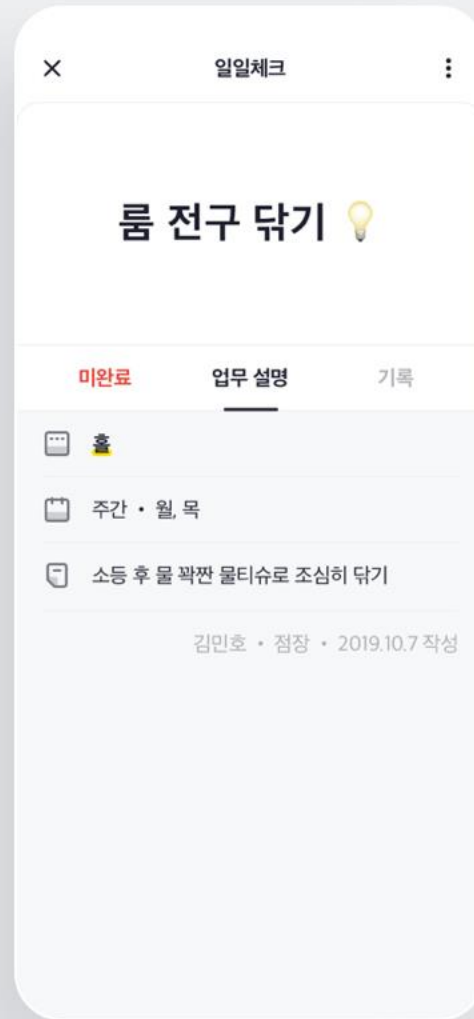 일일체크
룸 전구 닦기 💡
미완료 업무 설명 기록
홀
주간 • 월, 목
소등 후 물 꽉짠 물티슈로 조심히 닦기
김민호 • 점장 • 2019.10.7 작성